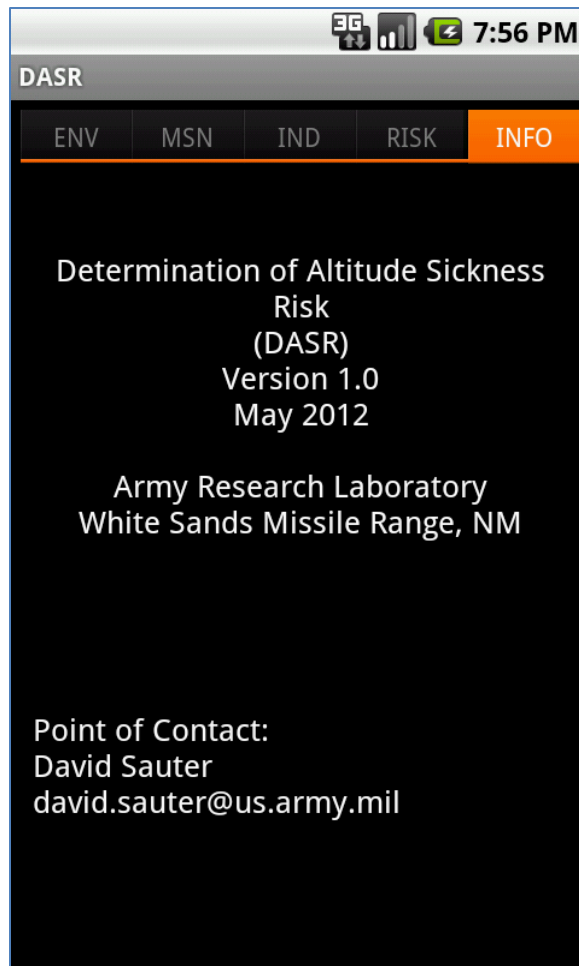 3G 7:56 PM
DASR
ENV MSN IND RISK INFO
Determination of Altitude Sickness
Risk
(DASR)
Version 1.0
May 2012
Army Research Laboratory
White Sands Missile Range, NM
Point of Contact:
David Sauter
david.sauter@us.army.mil